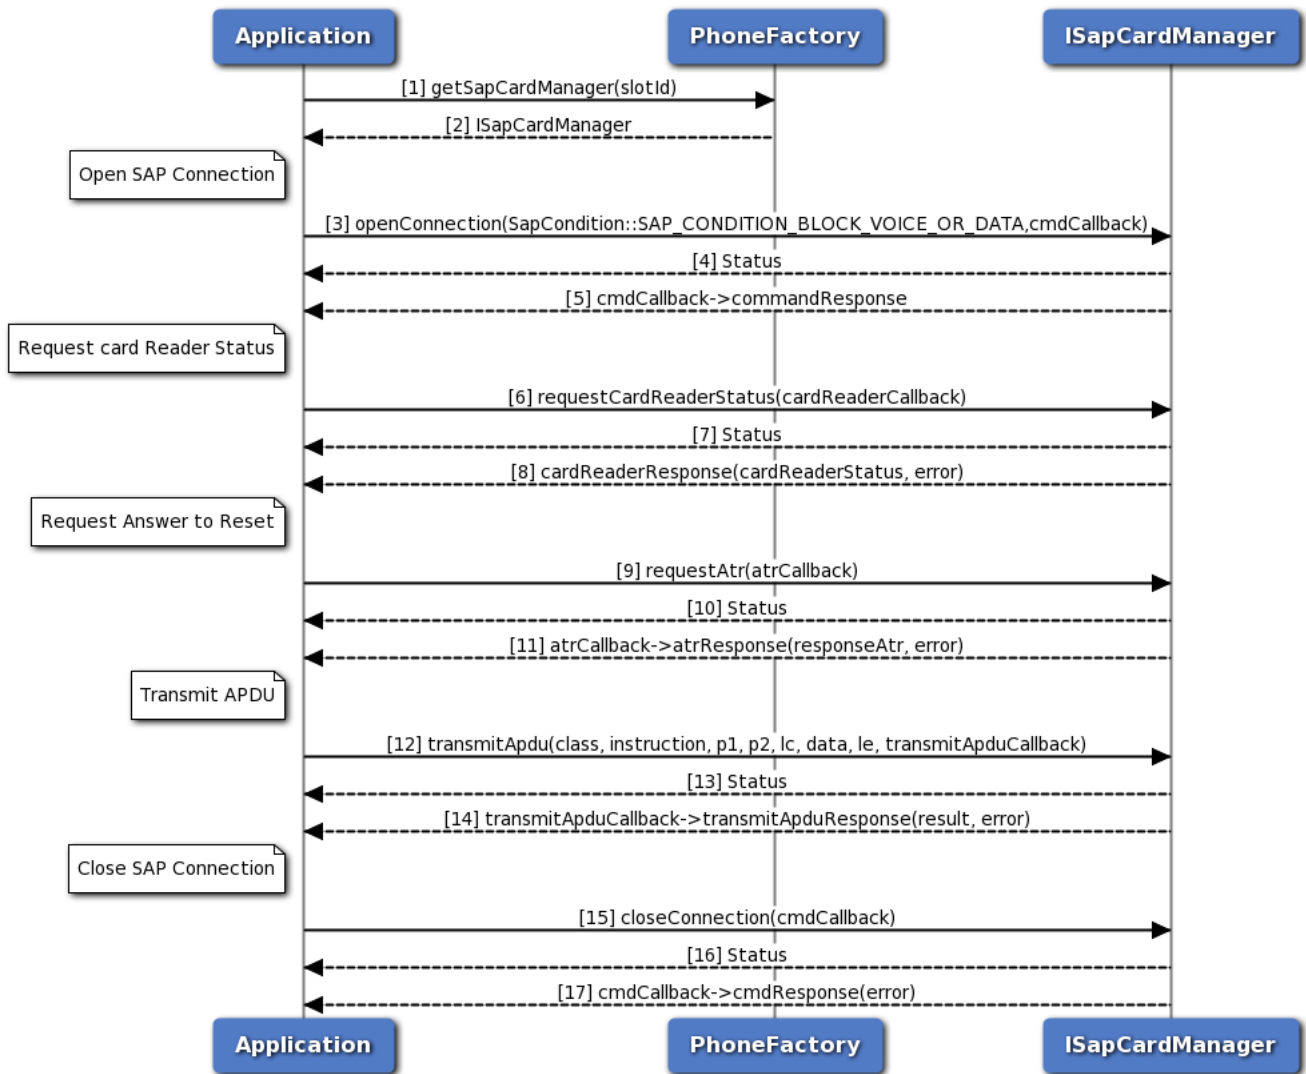 Application
PhoneFactory
ISapCardManager
[1] getSapCardManager(slotId)
[2] ISapCardManager
Open SAP Connection
[3] openConnection(SapCondition::SAP_CONDITION_BLOCK_VOICE_OR_DATA,cmdCallback)
[4] Status
[5] cmdCallback->commandResponse
Request card Reader Status
[6] requestCardReaderStatus(cardReaderCallback)
[7] Status
[8] cardReaderResponse(cardReaderStatus, error)
Request Answer to Reset
[9] requestAtr(atrCallback)
[10] Status
[11] atrCallback->atrResponse(responseAtr, error)
Transmit APDU
[12] transmitApdu(class, instruction, p1, p2, lc, data, le, transmitApduCallback)
[13] Status
[14] transmitApduCallback->transmitApduResponse(result, error)
Close SAP Connection
[15] closeConnection(cmdCallback)
[16] Status
[17] cmdCallback->cmdResponse(error)
Application
PhoneFactory
ISapCardManager